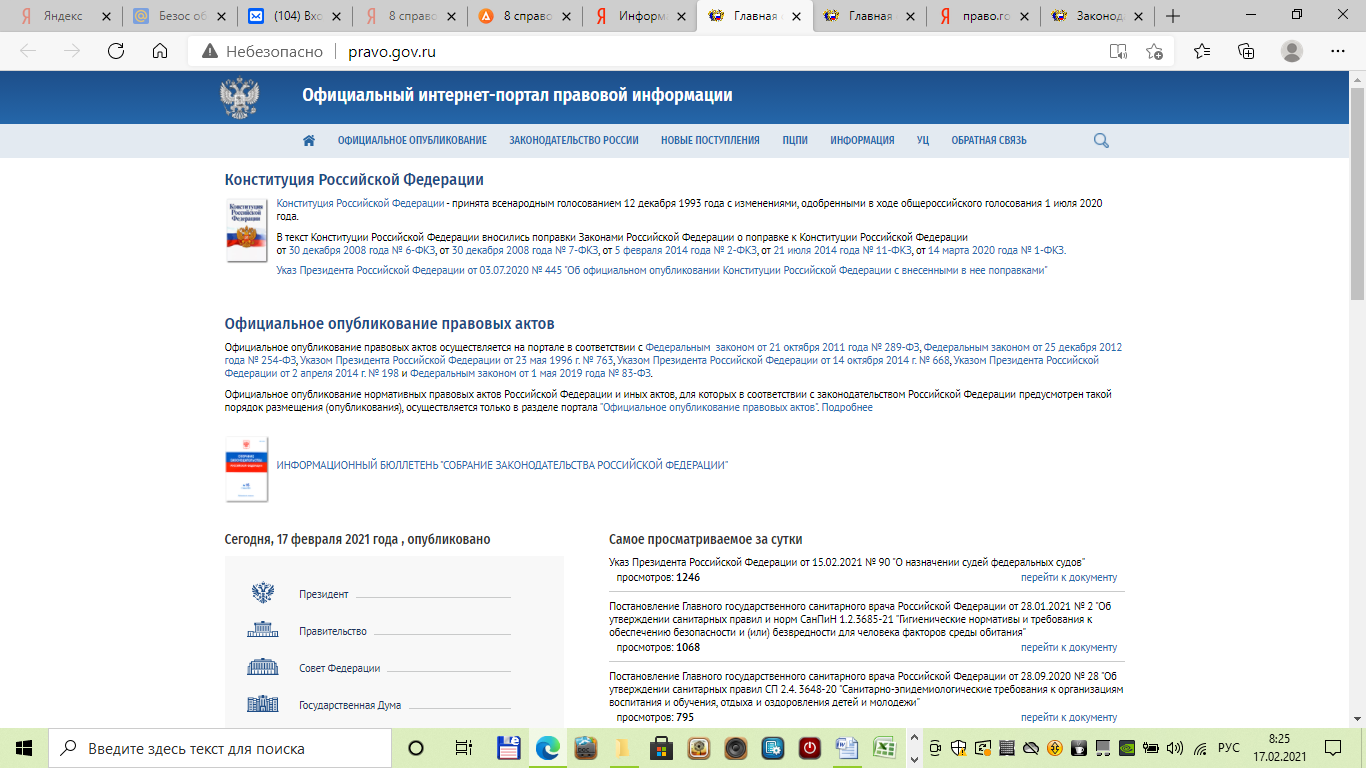 Яндекс
Безос об
(104) Вхо
8 справо
8 справо
Информ
Главная
Главная
право.го
Законода
Небезопасно
pravo.gov.ru
Официальный интернет-портал правовой информации
ОФИЦИАЛЬНОЕ ОПУБЛИКОВАНИЕ ЗАКОНОДАТЕЛЬСТВО РОССИИ НОВЫЕ ПОСТУПЛЕНИЯ ПЦПИ ИНФОРМАЦИЯ УЦ ОБРАТНАЯ СВЯЗЬ
Конституция Российской Федерации
Конституция Российской Федерации - принята всенародным голосованием 12 декабря 1993 года с изменениями, одобренными в ходе общероссийского голосования 1 июля 2020
года.
В текст Конституции Российской Федерации вносились поправки Законами Российской Федерации о поправке к Конституции Российской Федерации
от 30 декабря 2008 года № 6-ФКЗ, от 30 декабря 2008 года № 7-ФКЗ, от 5 февраля 2014 года № 2-ФКЗ, от 21 июля 2014 года № 11-ФКЗ, от 14 марта 2020 года № 1-ФКЗ.
Указ Президента Российской Федерации от 03.07.2020 № 445 "Об официальном опубликовании Конституции Российской Федерации с внесенными в нее поправками"
Официальное опубликование правовых актов
Официальное опубликование правовых актов осуществляется на портале в соответствии с Федеральным законом от 21 октября 2011 года № 289-ФЗ, Федеральным законом от 25 декабря 2012
года № 254-ФЗ, Указом Президента Российской Федерации от 23 мая 1996 г. № 763, Указом Президента Российской Федерации от 14 октября 2014 г. № 668, Указом Президента Российской
Федерации от 2 апреля 2014 г. № 198 и Федеральным законом от 1 мая 2019 года № 83-ФЗ.
Официальное опубликование нормативных правовых актов Российской Федерации и иных актов, для которых в соответствии с законодательством Российской Федерации предусмотрен такой
порядок размещения (опубликования), осуществляется только в разделе портала "Официальное опубликование правовых актов". Подробнее
ИНФОРМАЦИОННЫЙ БЮЛЛЕТЕНЬ "СОБРАНИЕ ЗАКОНОДАТЕЛЬСТВА РОССИЙСКОЙ ФЕДЕРАЦИИ"
Сегодня, 17 февраля 2021 года , опубликовано
Президент
Правительство
Совет Федерации
Государственная Дума
Самое просматриваемое за сутки
Указ Президента Российской Федерации от 15.02.2021 № 90 "О назначении судей федеральных судов"
просмотров: 1246 перейти к документу
Постановление Главного государственного санитарного врача Российской Федерации от 28.01.2021 № 2 "Об
утверждении санитарных правил и норм СанПиН 1.2.3685-21 "Гигиенические нормативы и требования к
обеспечению безопасности и (или) безвредности для человека факторов среды обитания"
просмотров: 1068 перейти к документу
Постановление Главного государственного санитарного врача Российской Федерации от 28.09.2020 № 28 "Об
утверждении санитарных правил СП 2.4. 3648-20 "Санитарно-эпидемиологические требования к организациям
воспитания и обучения, отдыха и оздоровления детей и молодежи"
просмотров: 795 перейти к документу
Введите здесь текст для поиска
РУС
8:25
17.02.2021